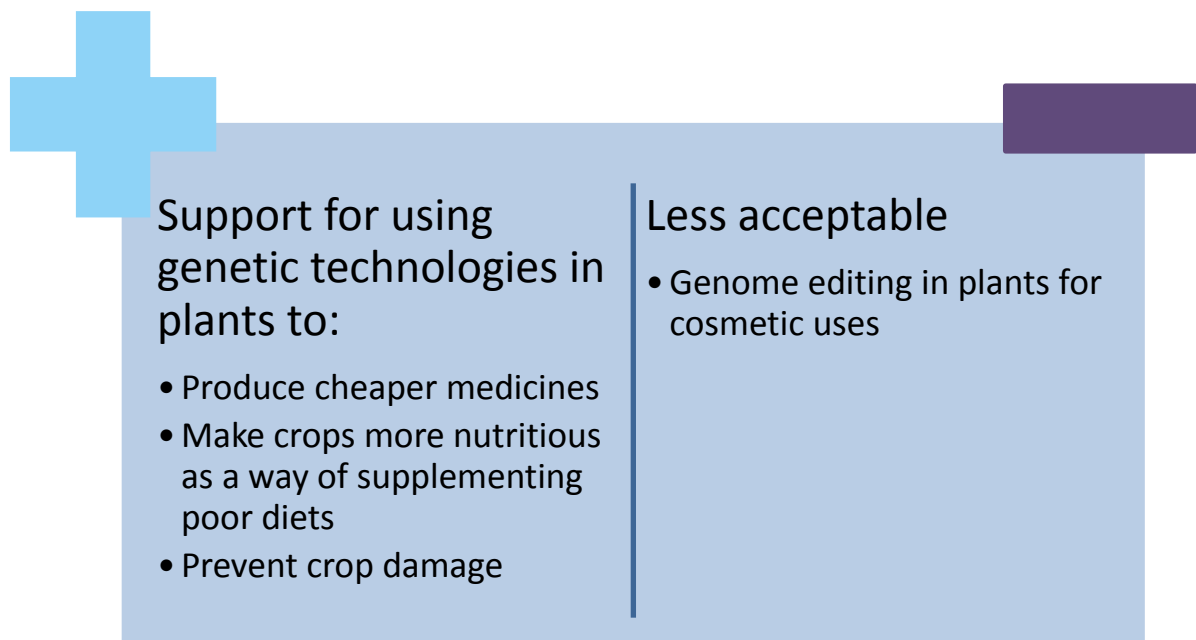 Support for using
genetic technologies in
plants to:
• Produce cheaper medicines
• Make crops more nutritious
as a way of supplementing
poor diets
• Prevent crop damage
Less acceptable
• Genome editing in plants for
cosmetic uses